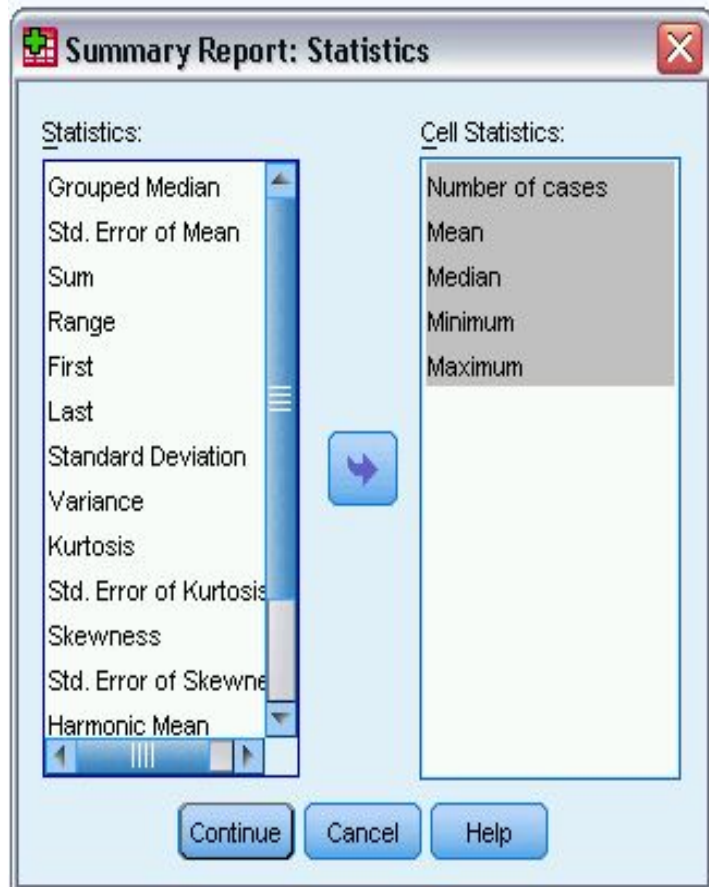 Summary Report: Statistics
Statistics:
Grouped Median
Std. Error of Mean
Sum
Range
First
Last
Standard Deviation
Variance
Kurtosis
Std. Error of Kurtosis
Skewness
Std. Error of Skewne
Harmonic Mean
Cell Statistics:
Number of cases
Mean
Median
Minimum
Maximum
Continue
Cancel
Help